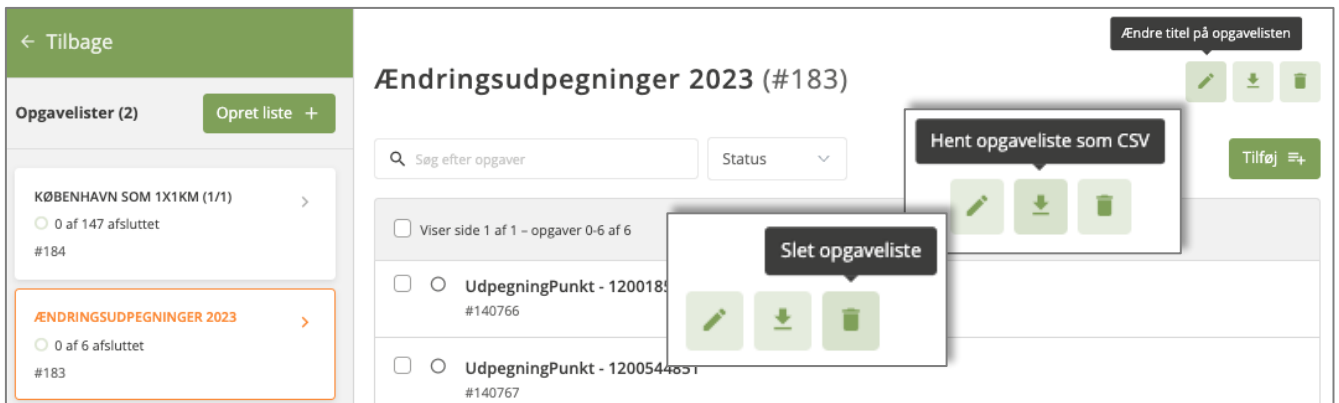 ← Tilbage
Opgavelister (2)
Opret liste +
KØBENHAVN SOM 1X1KM (1/1)
0 af 147 afsluttet
#184
ÆNDRINGSUDPEGNINGER 2023
0 af 6 afsluttet
#183
Ændre titel på opgavelisten
Ændringsudpegninger 2023 (#183)
Søg efter opgaver
Status
Hent opgaveliste som CSV
Tilføj
Viser side 1 af 1 – opgaver 0-6 af 6
Slet opgaveliste
UdpegningPunkt -
#140766
UdpegningPunkt - 1200544851
#140767